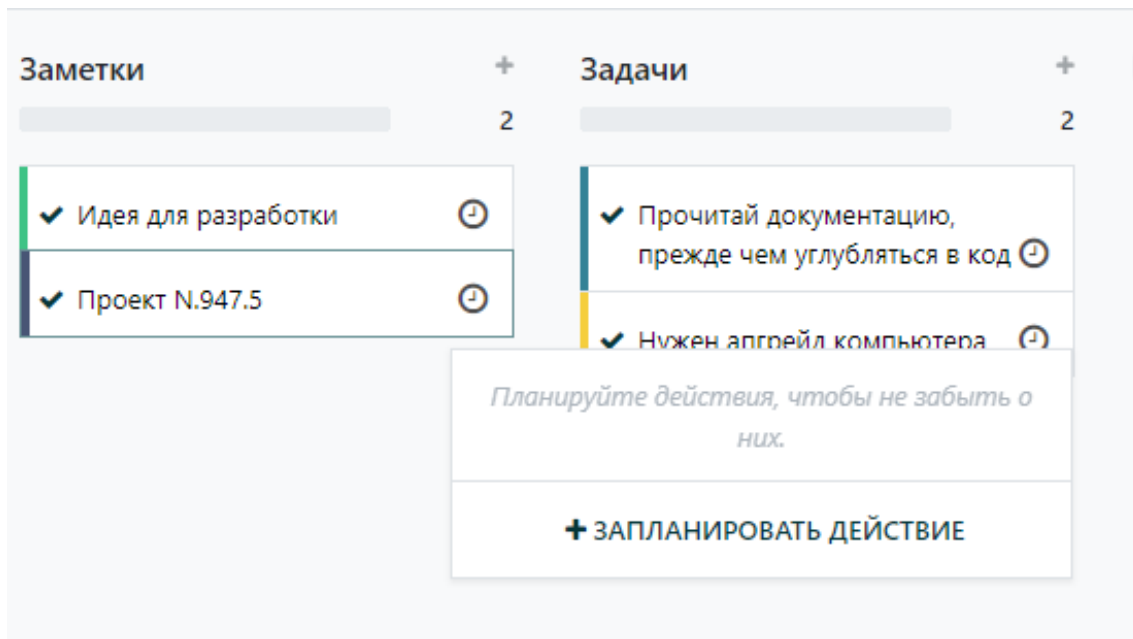 Заметки
2
Идея для разработки
Проект N.947.5
Задачи
2
Прочитай документацию,
прежде чем углубляться в код
Нужен апгрейд компьютера
Планируйте действия, чтобы не забыть о
них.
ЗАПЛАНИРОВАТЬ ДЕЙСТВИЕ